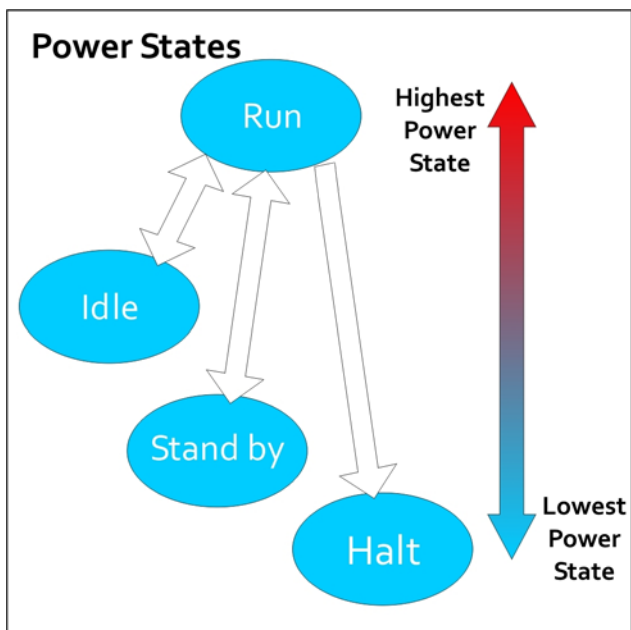 Power States
Run
Highest
Power
State
Idle
Stand by
Halt
Lowest
Power
State